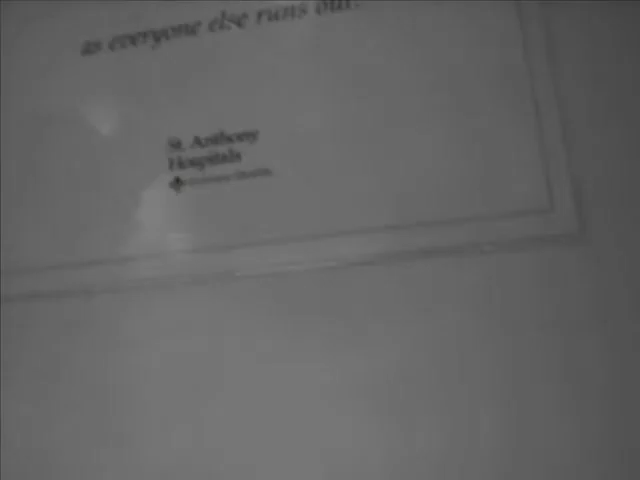 as everyone else runs out.
St. Anthony
Hospitals